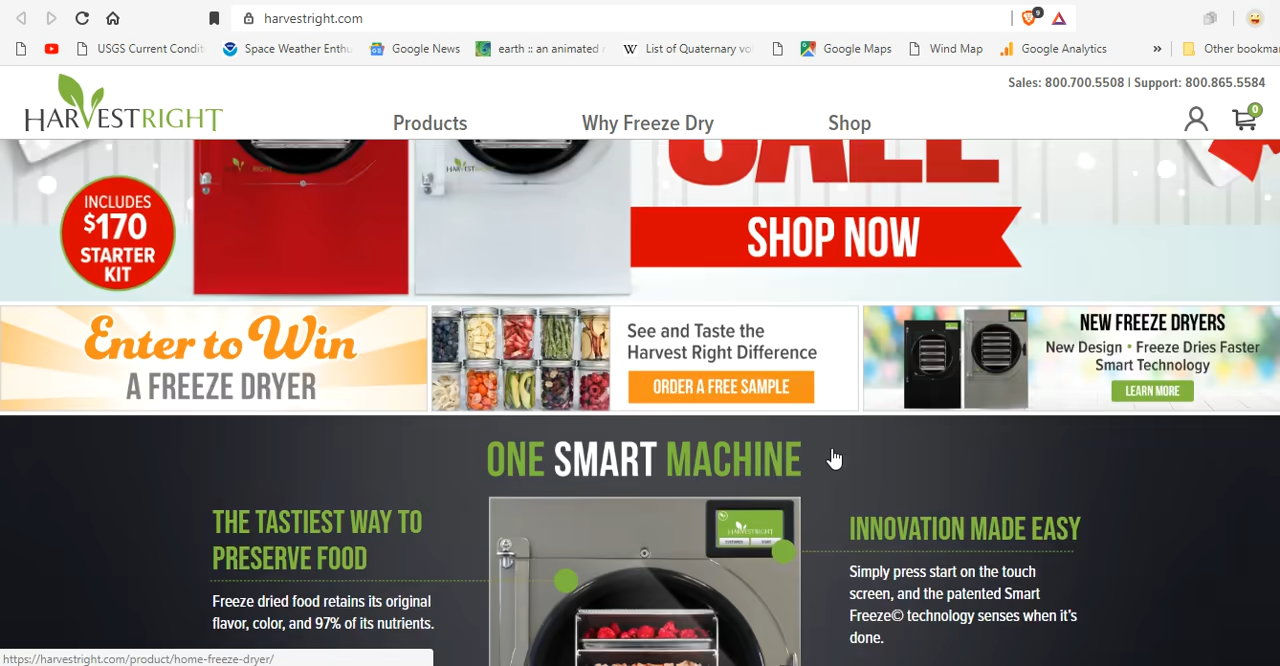 harvestright.com
9
USGS Current Condit
Space Weather Enthu
Google News
earth :: an animated
List of Quaternary vo
Google Maps
Wind Map
Google Analytics
»
Other bookma
Sales: 800.700.5508 | Support: 800.865.5584
HARVESTRIGHT
Products
Why Freeze Dry
Shop
0
SALE
INCLUDES
$170
STARTER
KIT
SHOP NOW
Enter to Win
A FREEZE DRYER
See and Taste the
Harvest Right Difference
ORDER A FREE SAMPLE
NEW FREEZE DRYERS
New Design • Freeze Dries Faster
Smart Technology
LEARN MORE
ONE SMART MACHINE
THE TASTIEST WAY TO
PRESERVE FOOD
Freeze dried food retains its original
flavor, color, and 97% of its nutrients.
HARVESTRIGHT
CUSTOMIZE START
INNOVATION MADE EASY
Simply press start on the touch
screen, and the patented Smart
Freeze© technology senses when it's
done.
https://harvestright.com/product/home-freeze-dryer/